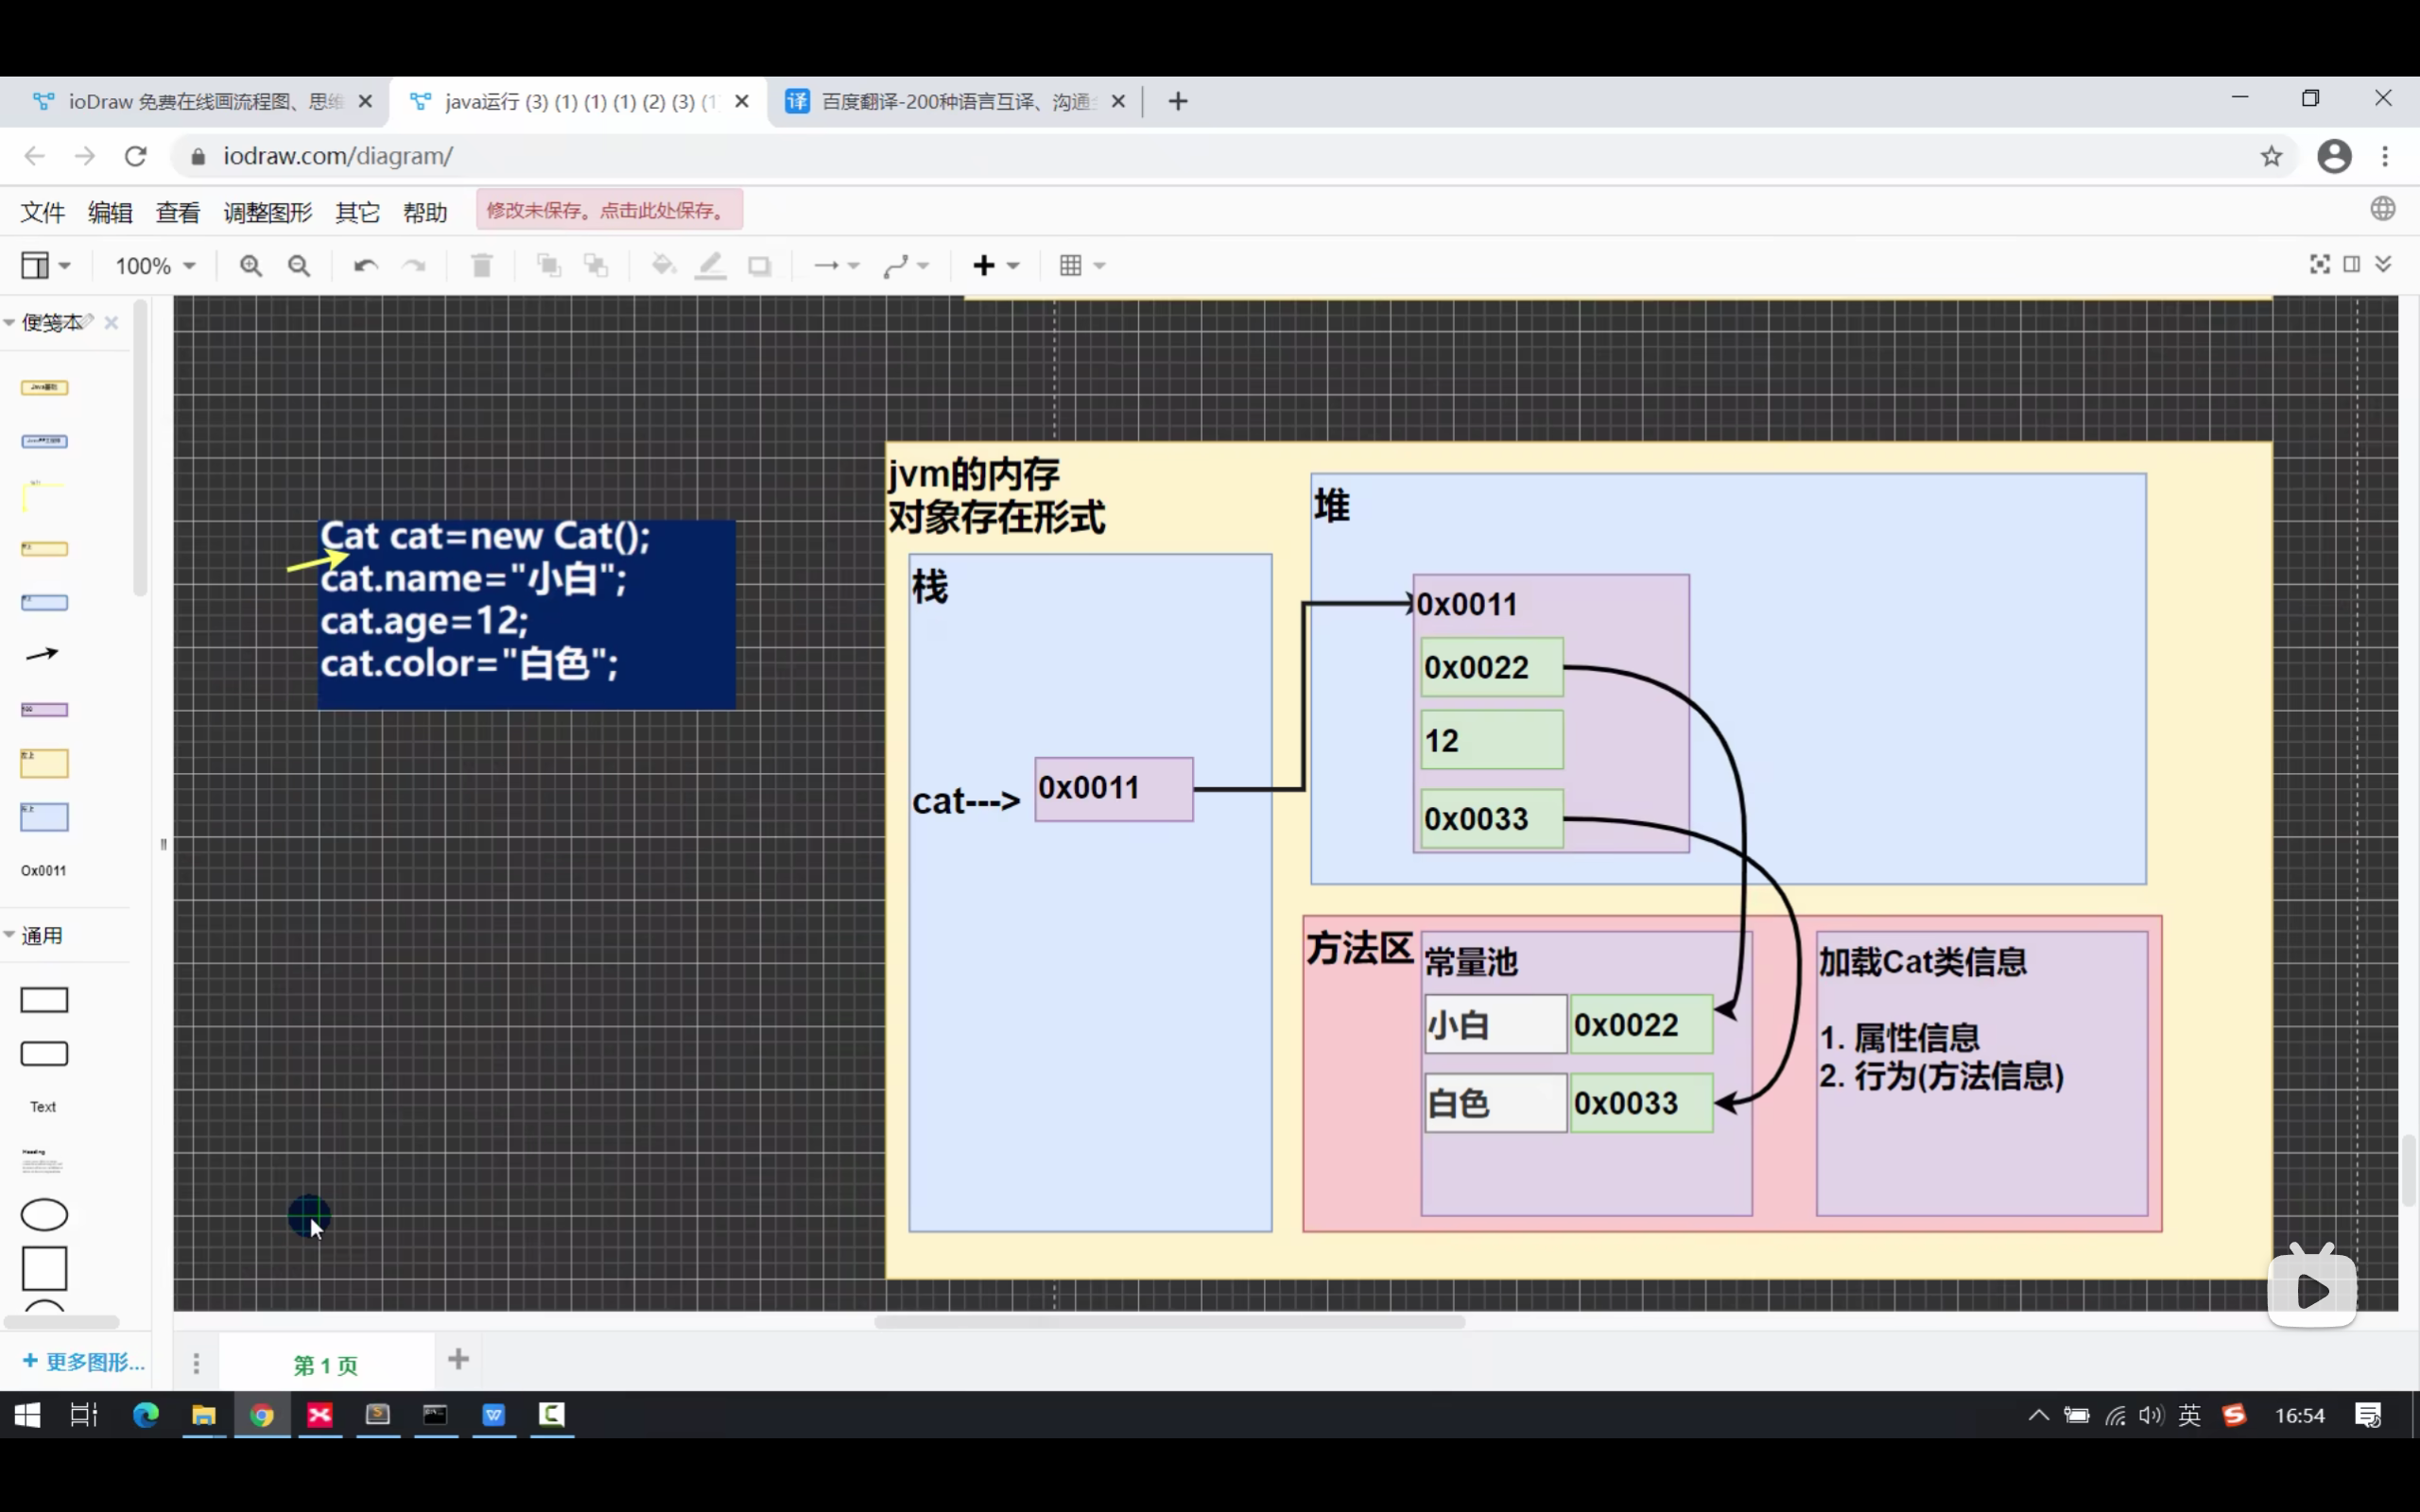 ioDraw 免费在线画流程图、思维
java运行 (3) (1) (1) (1) (2) (3) (1
译 百度翻译-200种语言互译、沟通
iodraw.com/diagram/
文件 编辑 查看 调整图形 其它 帮助 修改未保存。点击此处保存。
100%
便笺本
Ox0011
通用
Text
Heading
更多图形...
Cat cat=new Cat();
cat.name="小白";
cat.age=12;
cat.color="白色";
jvm的内存
对象存在形式
栈
cat---> 0x0011
堆
0x0011
0x0022
12
0x0033
方法区
常量池
小白 0x0022
白色 0x0033
加载Cat类信息
1. 属性信息
2. 行为(方法信息)
第 1 页
英
16:54